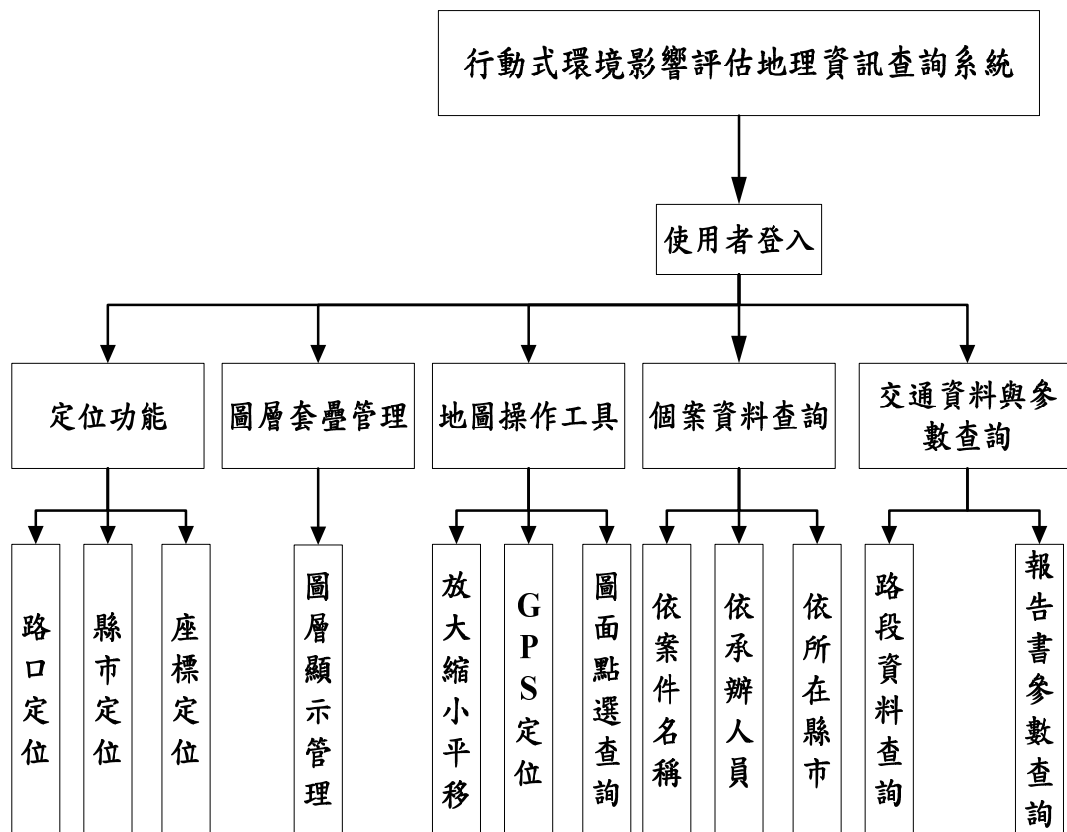 行動式環境影響評估地理資訊查詢系統
使用者登入
定位功能
圖層套疊管理
地圖操作工具
個案資料查詢
交通資料與參
數查詢
路口定位
縣市定位
座標定位
圖層顯示管理
放大縮小平移
GPS定位
圖面點選查詢
依案件名稱
依承辦人員
依所在縣市
路段資料查詢
報告書參數查詢